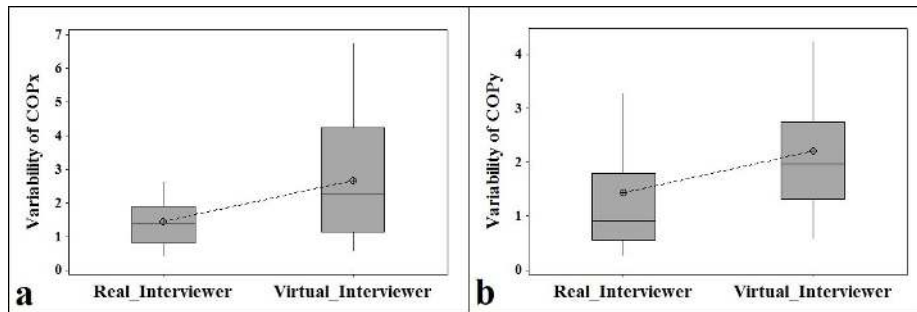 Variability of COPx
7
6
5
4
3
2
1
0
Real_Interviewer Virtual_Interviewer
a
Variability of COPy
4
3
2
1
0
Real_Interviewer Virtual_Interviewer
b